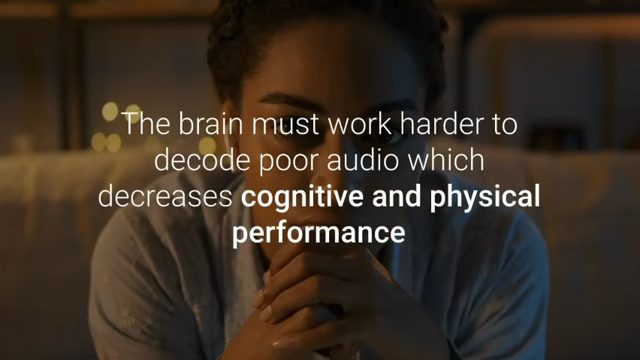 The brain must work harder to
decode poor audio which
decreases cognitive and physical
performance